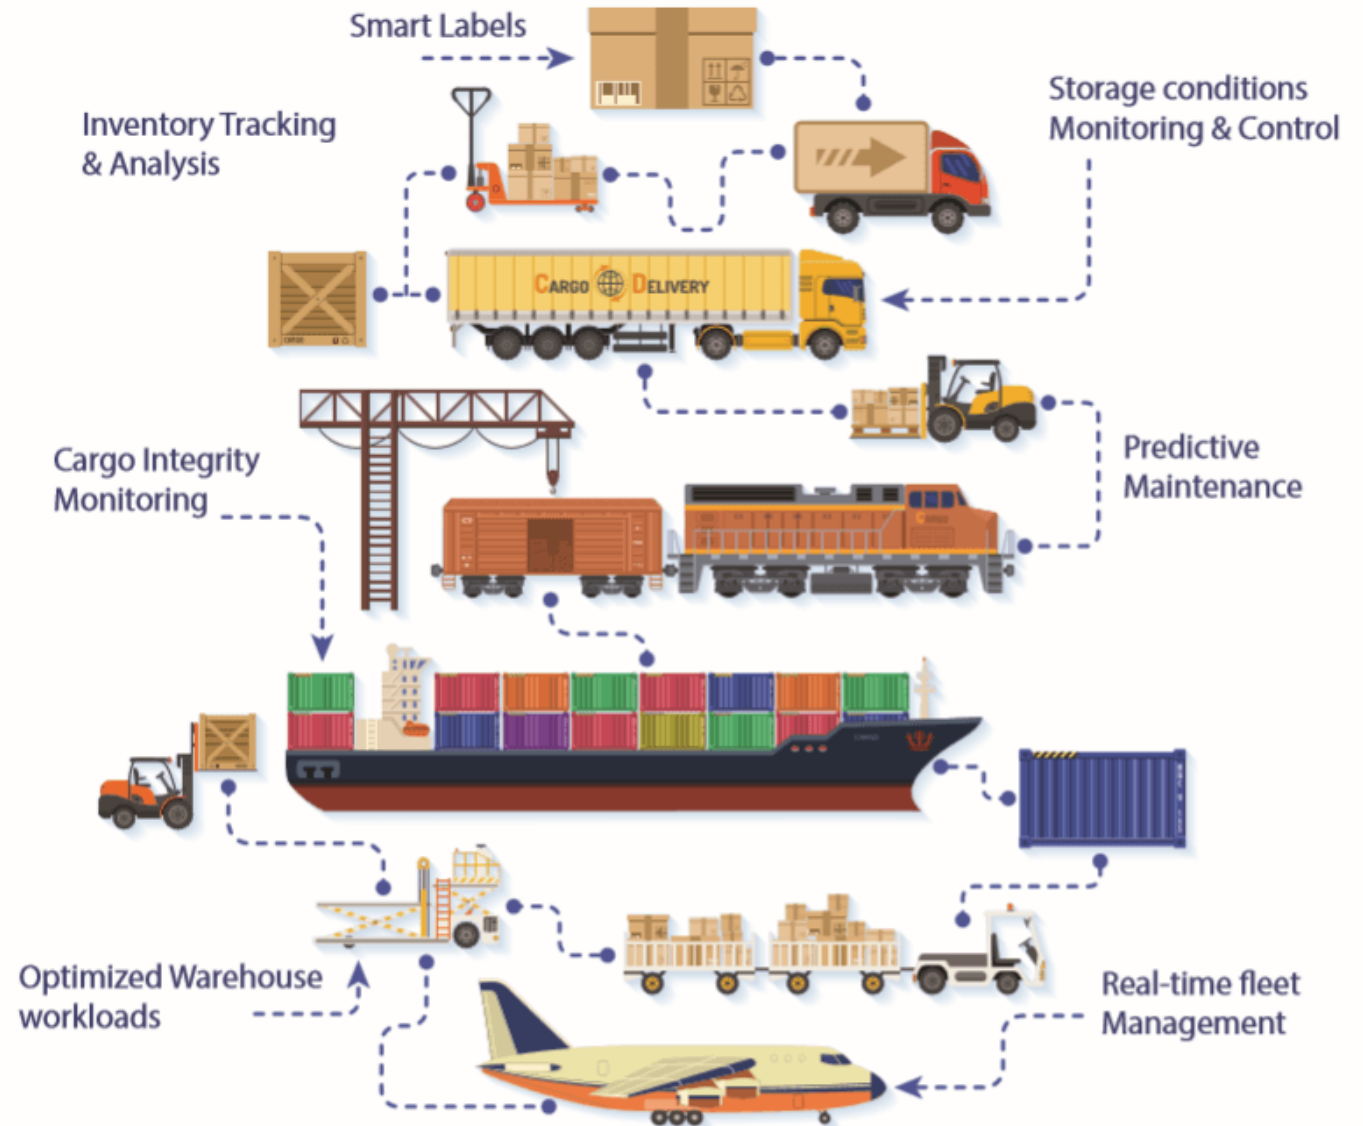 Smart Labels
Storage conditions
Monitoring & Control
Inventory Tracking
& Analysis
CARGO DELIVERY
Cargo Integrity
Monitoring
Predictive
Maintenance
CARGO
Optimized Warehouse
workloads
Real-time fleet
Management